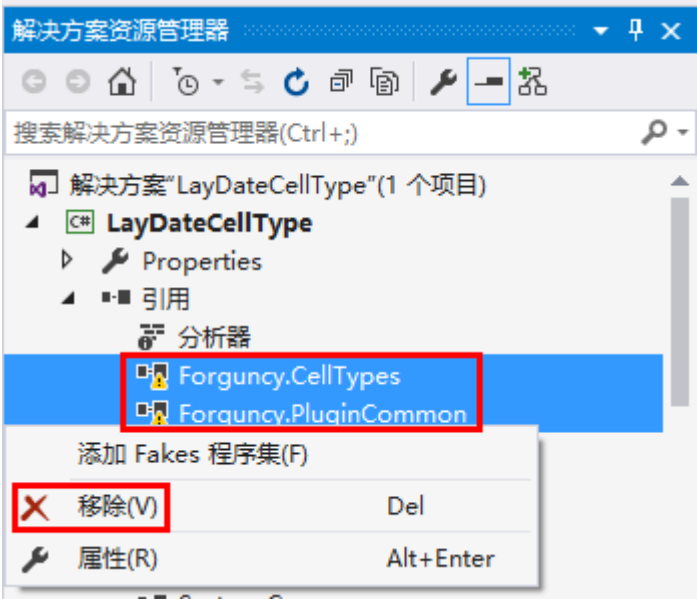 解决方案资源管理器
搜索解决方案资源管理器(Ctrl+;)
解决方案"LayDateCellType"(1 个项目)
C# LayDateCellType
Properties
引用
分析器
Forguncy.CellTypes
Forguncy.PluginCommon
添加 Fakes 程序集(F)
移除(V) Del
属性(R) Alt+Enter